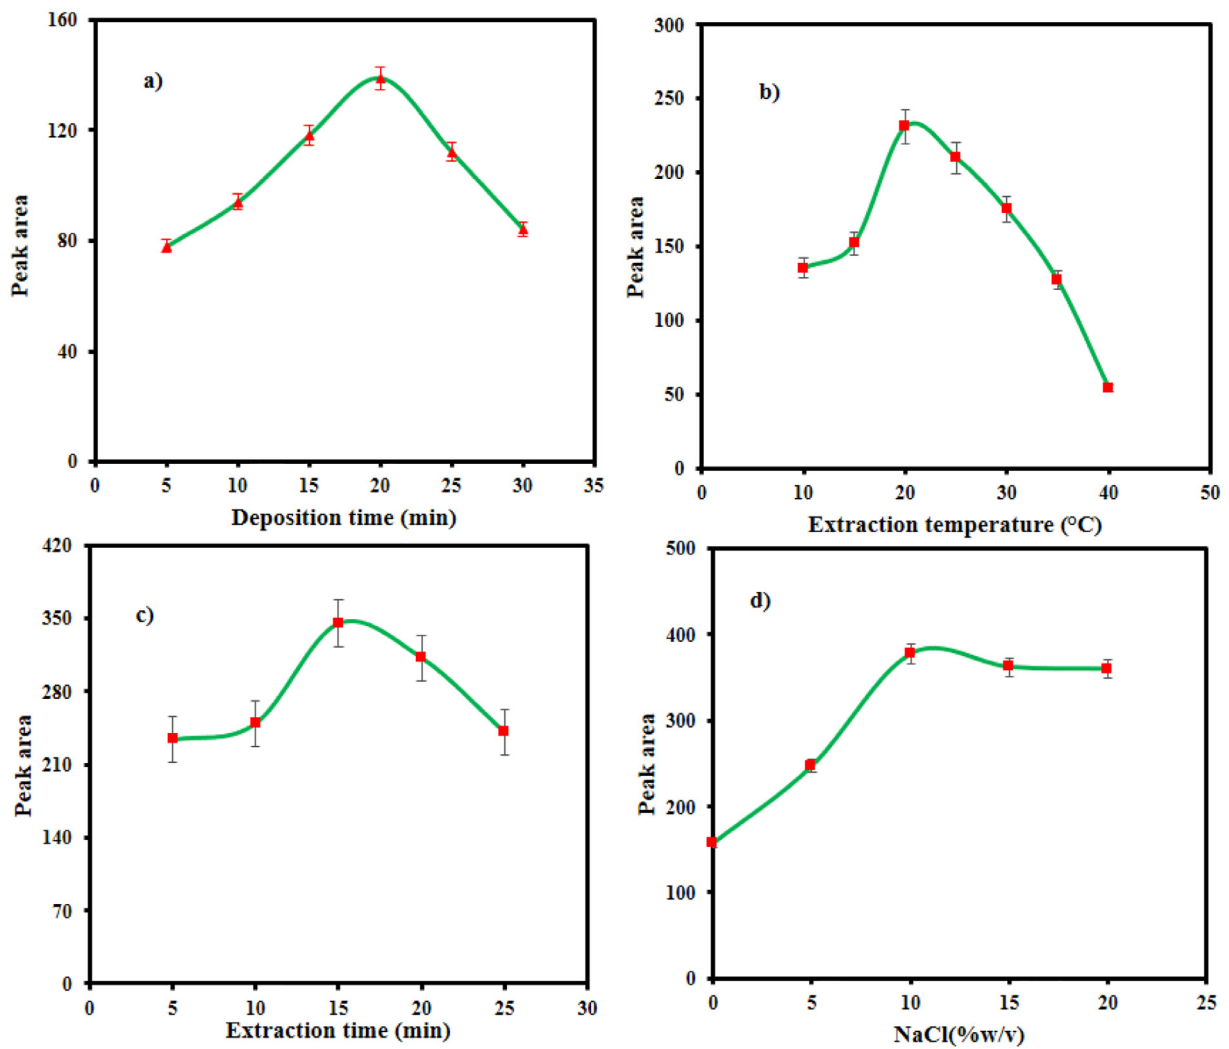 a)
160
120
80
40
0
Peak area
0 5 10 15 20 25 30 35
Deposition time (min)
b)
300
250
200
150
100
50
0
Peak area
0 10 20 30 40 50
Extraction temperature (°C)
c)
420
350
280
210
140
70
0
Peak area
0 5 10 15 20 25 30
Extraction time (min)
d)
500
400
300
200
100
0
Peak area
0 5 10 15 20 25
NaCl(%w/v)